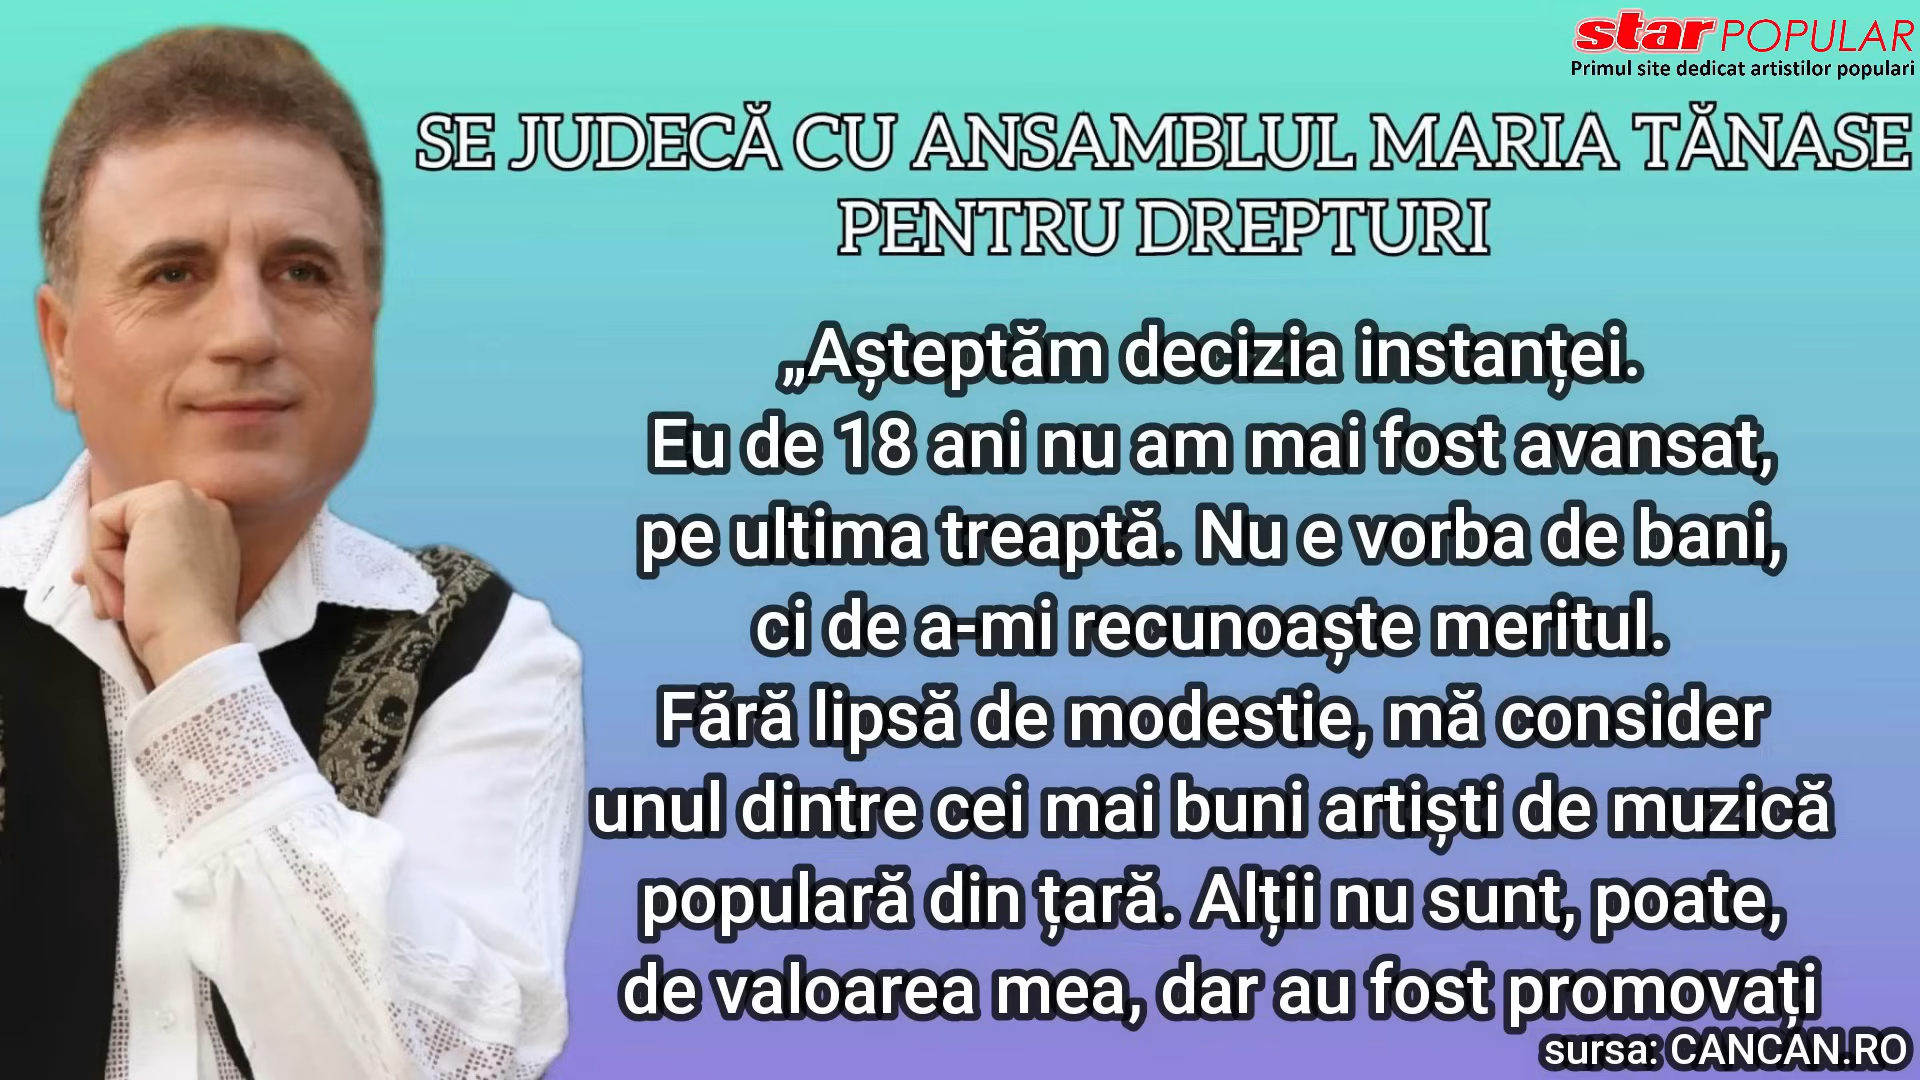 star POPULAR
Primul site dedicat artistilor populari
SE JUDECĂ CU ANSAMBLUL MARIA TĂNASE
PENTRU DREPTURI
„Așteptăm decizia instanței.
Eu de 18 ani nu am mai fost avansat,
pe ultima treaptă. Nu e vorba de bani,
ci de a-mi recunoaște meritul.
Fără lipsă de modestie, mă consider
unul dintre cei mai buni artiști de muzică
populară din țară. Alții nu sunt, poate,
de valoarea mea, dar au fost promovați
sursa: CANCAN.RO